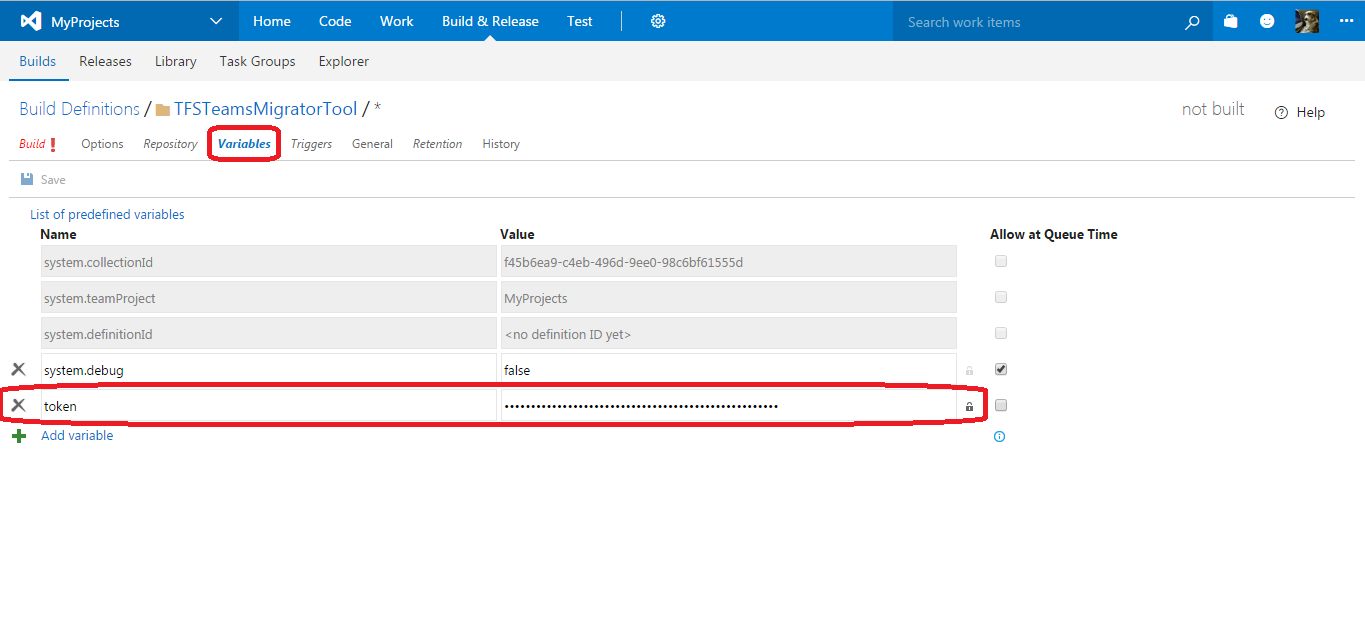 MyProjects Home Code Work Build & Release Test Search work items
Builds Releases Library Task Groups Explorer
Build Definitions / TFSTeamsMigratorTool / * not built Help
Build ! Options Repository Variables Triggers General Retention History
Save
List of predefined variables
Name Value Allow at Queue Time
system.collectionId f45b6ea9-c4eb-496d-9ee0-98c6bf61555d
system.teamProject MyProjects
system.definitionId <no definition ID yet>
system.debug false
token ••••••••••••••••••••••••••••••••••••••••••••••••••••
Add variable